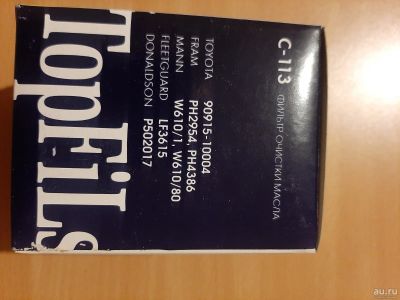 C-113 ФИЛЬТР ОЧИСТКИ МАСЛА
TOYOTA 90915-10004
FRAM PH2954, PH4386
MANN W610/1, W610/80
FLEETGUARD LF3615
DONALDSON P502017
TopFiLs
au.ru